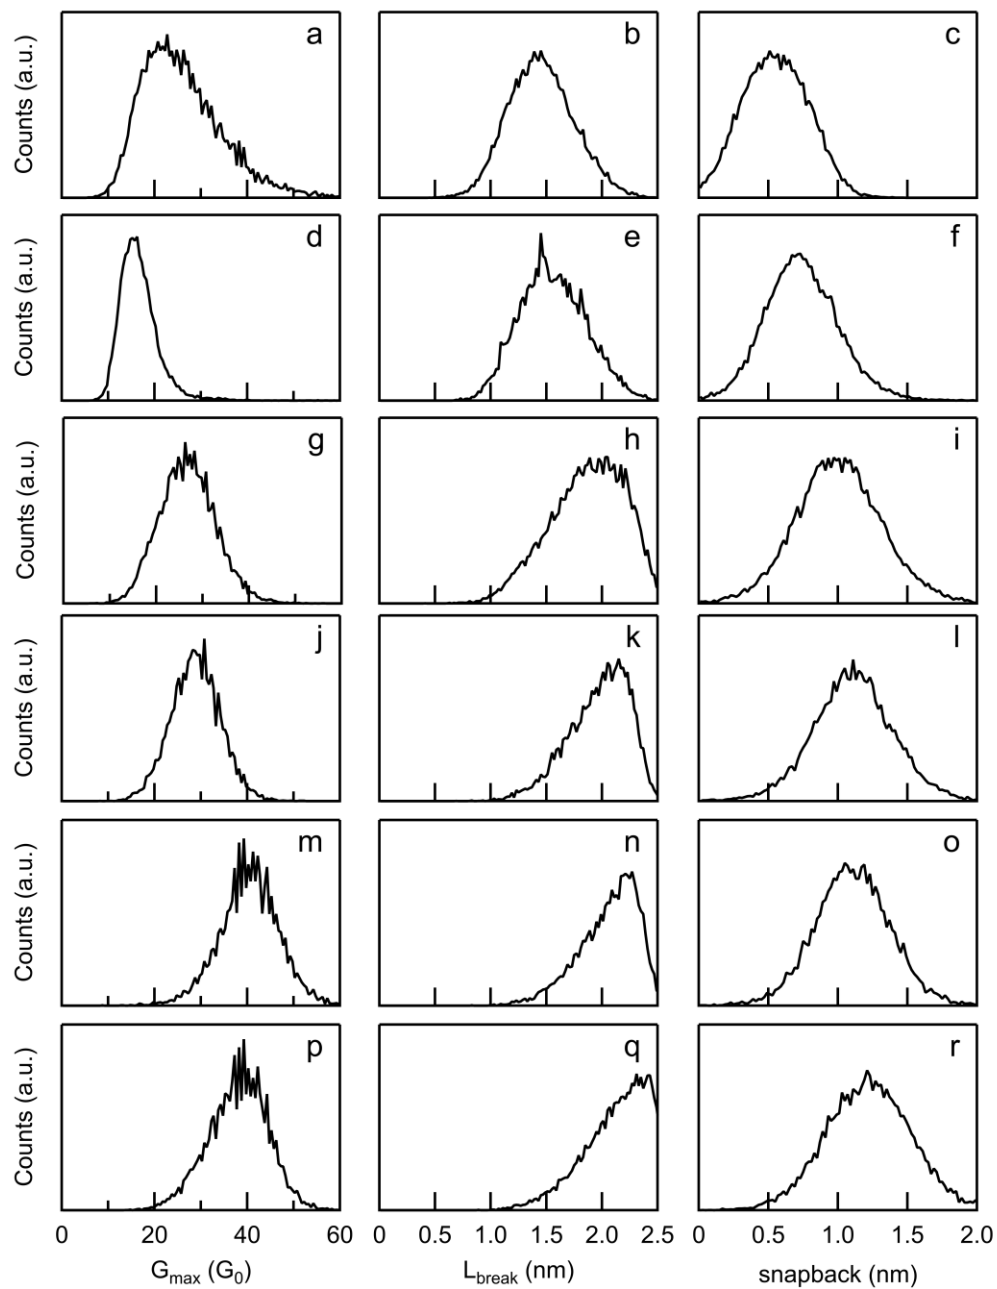 Counts (a.u.) a b c
Counts (a.u.) d e f
Counts (a.u.) g h i
Counts (a.u.) j k l
Counts (a.u.) m n o
Counts (a.u.) p q r
0 20 40 60 0 0.5 1.0 1.5 2.0 2.5 0 0.5 1.0 1.5 2.0
Gmax (G0) Lbreak (nm) snapback (nm)